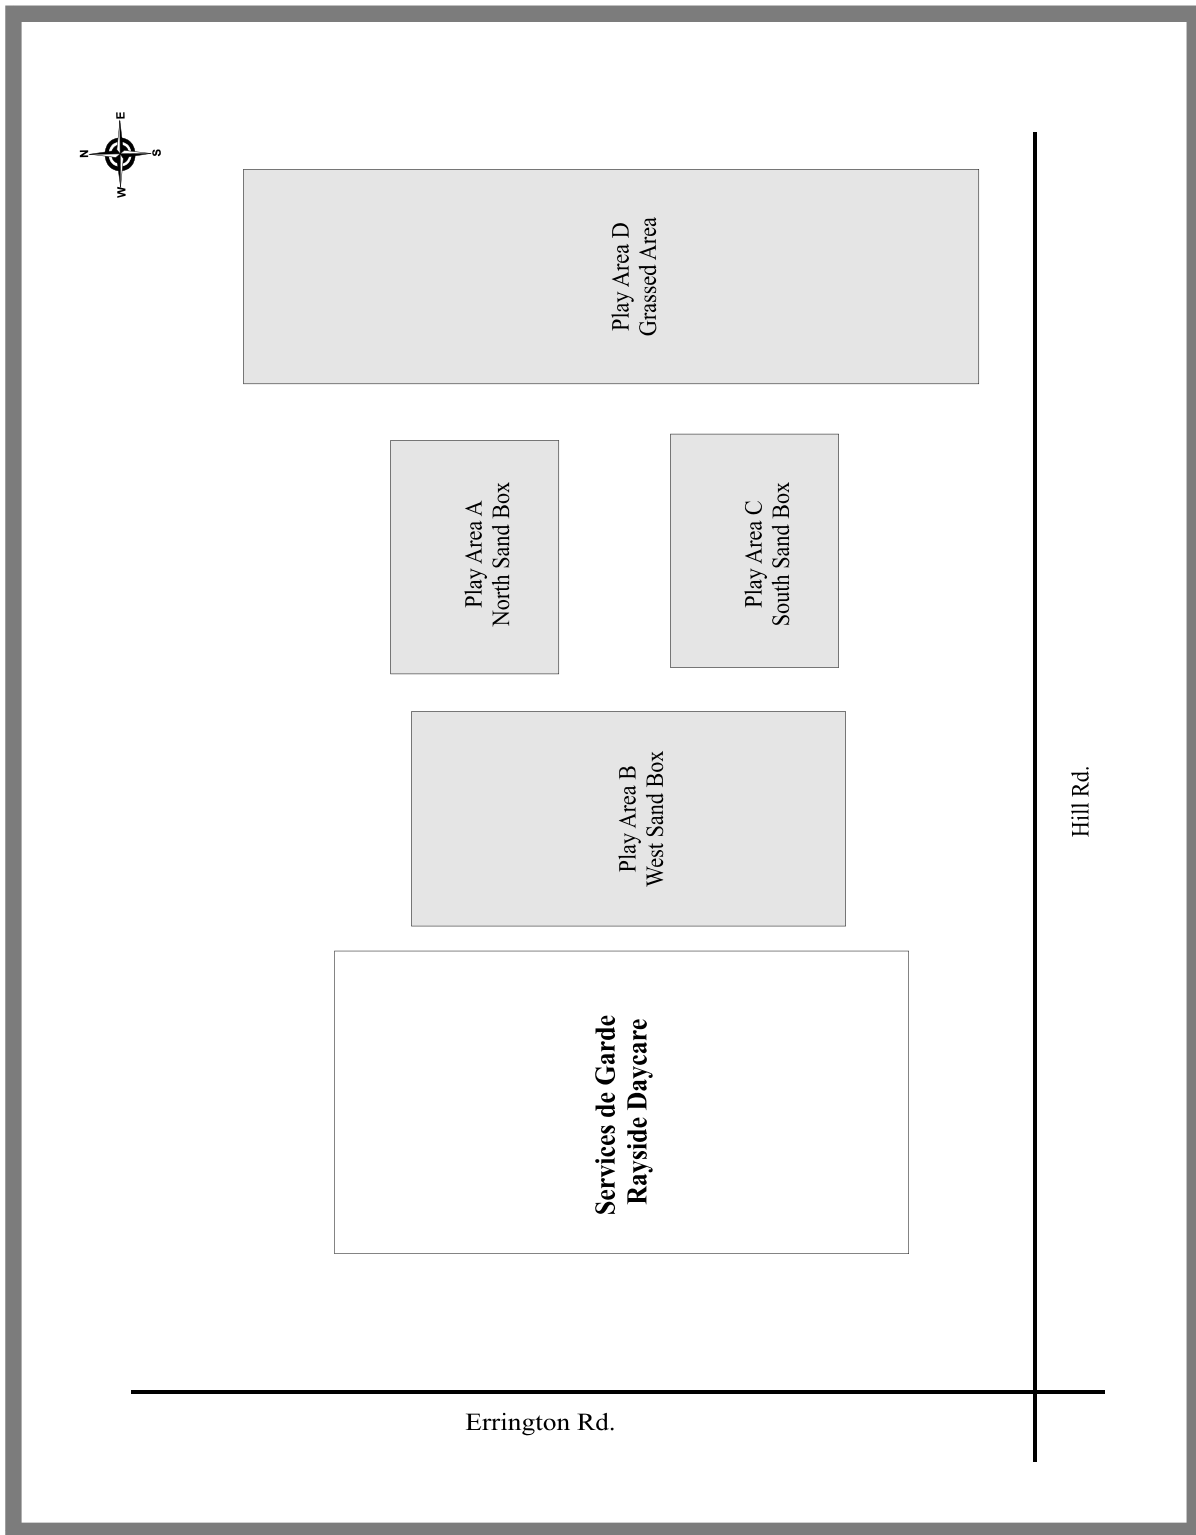 E
N
S
W
Play Area D
Grassed Area
Play Area A
North Sand Box
Play Area C
South Sand Box
Play Area B
West Sand Box
Hill Rd.
Services de Garde
Rayside Daycare
Errington Rd.